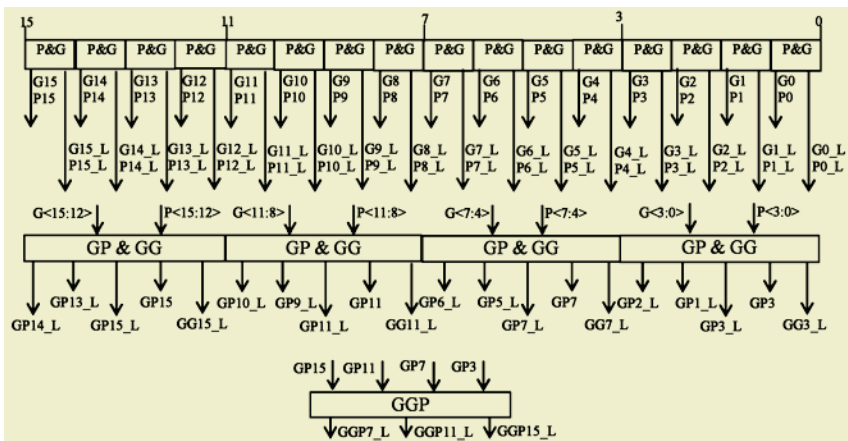 15 11 7 3 0
P&G P&G P&G P&G P&G P&G P&G P&G P&G P&G P&G P&G P&G P&G P&G P&G
G15 G14 G13 G12 G11 G10 G9 G8 G7 G6 G5 G4 G3 G2 G1 G0
P15 P14 P13 P12 P11 P10 P9 P8 P7 P6 P5 P4 P3 P2 P1 P0
G15_L G14_L G13_L G12_L G11_L G10_L G9_L G8_L G7_L G6_L G5_L G4_L G3_L G2_L G1_L G0_L
P15_L P14_L P13_L P12_L P11_L P10_L P9_L P8_L P7_L P6_L P5_L P4_L P3_L P2_L P1_L P0_L
G<15:12> P<15:12> G<11:8> P<11:8> G<7:4> P<7:4> G<3:0> P<3:0>
GP & GG GP & GG GP & GG GP & GG
GP13_L GP15 GP10_L GP9_L GP11 GP6_L GP5_L GP7 GP2_L GP1_L GP3
GP14_L GP15_L GG15_L GP11_L GG11_L GP7_L GG7_L GP3_L GG3_L
GP15 GP11 GP7 GP3
GGP
GGP7_L GGP11_L GGP15_L